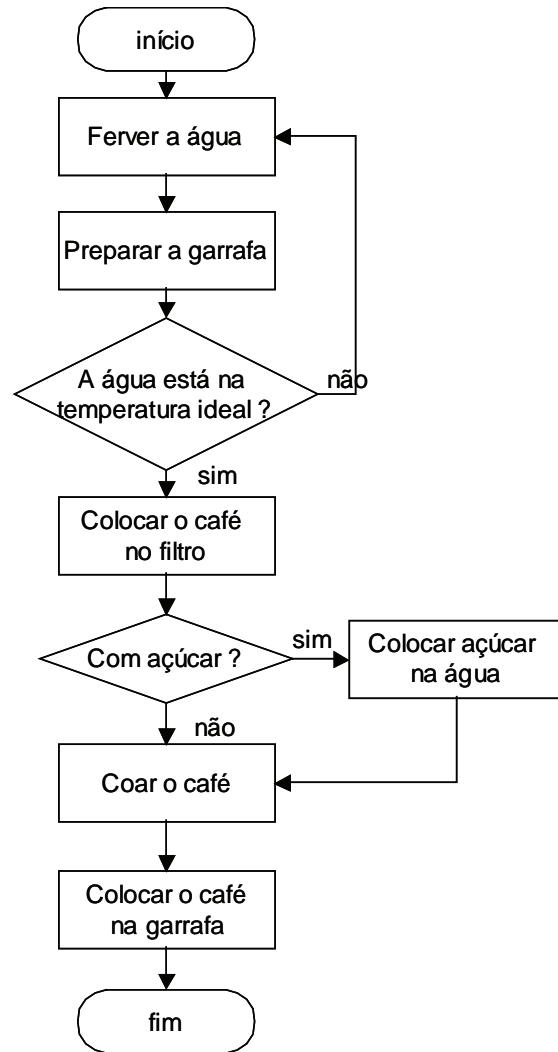 início
Ferver a água
Preparar a garrafa
A água está na
temperatura ideal ?
não
sim
Colocar o café
no filtro
Com açúcar ?
sim
Colocar açúcar
na água
não
Coar o café
Colocar o café
na garrafa
fim